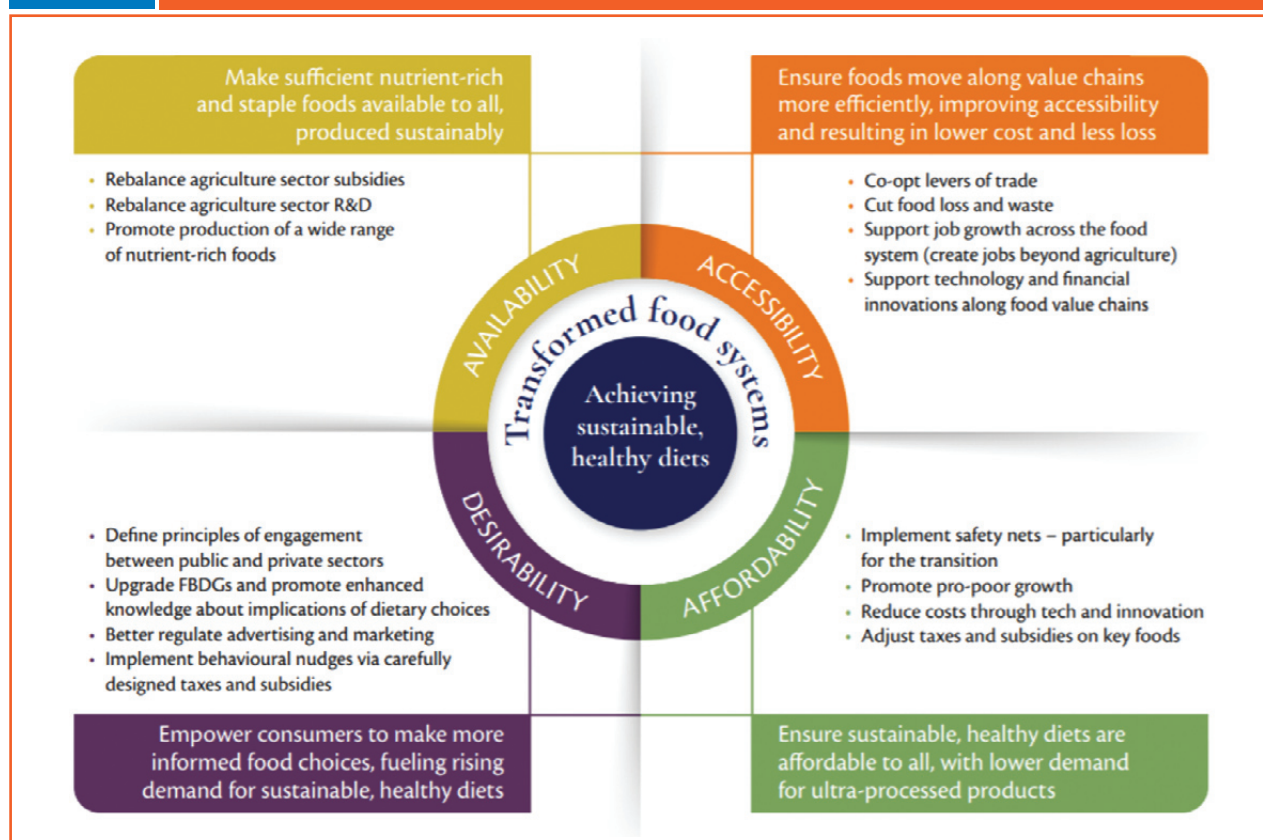 Make sufficient nutrient-rich
and staple foods available to all,
produced sustainably
• Rebalance agriculture sector subsidies
• Rebalance agriculture sector R&D
• Promote production of a wide range
of nutrient-rich foods
Ensure foods move along value chains
more efficiently, improving accessibility
and resulting in lower cost and less loss
• Co-opt levers of trade
• Cut food loss and waste
• Support job growth across the food
system (create jobs beyond agriculture)
• Support technology and financial
innovations along food value chains
AVAILABILITY
ACCESSIBILITY
Transformed food systems
Achieving
sustainable,
healthy diets
DESIRABILITY
AFFORDABILITY
• Define principles of engagement
between public and private sectors
• Upgrade FBDGs and promote enhanced
knowledge about implications of dietary choices
• Better regulate advertising and marketing
• Implement behavioural nudges via carefully
designed taxes and subsidies
Empower consumers to make more
informed food choices, fueling rising
demand for sustainable, healthy diets
• Implement safety nets – particularly
for the transition
• Promote pro-poor growth
• Reduce costs through tech and innovation
• Adjust taxes and subsidies on key foods
Ensure sustainable, healthy diets are
affordable to all, with lower demand
for ultra-processed products